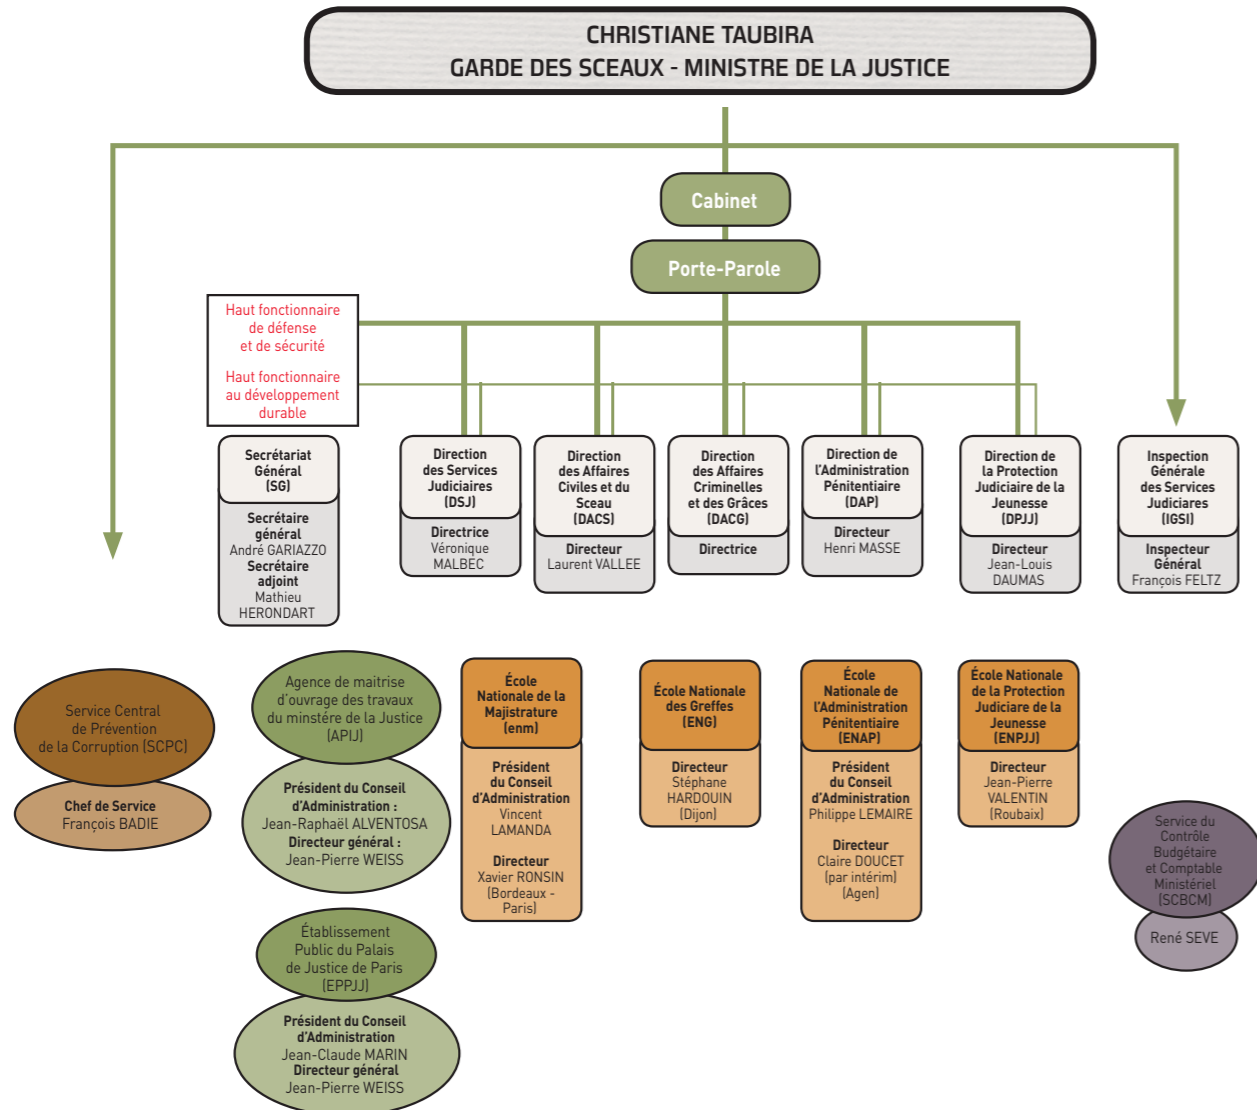 CHRISTIANE TAUBIRA
GARDE DES SCEAUX - MINISTRE DE LA JUSTICE
Cabinet
Porte-Parole
Haut fonctionnaire
de défense
et de sécurité
Haut fonctionnaire
au développement
durable
Secrétariat
Général
(SG)
Secrétaire
général
André GARIAZZO
Secrétaire
adjoint
Mathieu
HERONDART
Direction
des Services
Judiciaires
(DSJ)
Directrice
Véronique
MALBEC
Direction
des Affaires
Civiles et du
Sceau
(DACS)
Directeur
Laurent VALLEE
Direction
des Affaires
Criminelles
et des Grâces
(DACG)
Directrice
Direction de
l'Administration
Pénitentiaire
(DAP)
Directeur
Henri MASSE
Direction de
la Protection
Judiciaire de la
Jeunesse
(DPJJ)
Directeur
Jean-Louis
DAUMAS
Inspection
Générale
des Services
Judiciares (IGSI)
Inspecteur
Général
François FELTZ
Service Central
de Prévention
de la Corruption (SCPC)
Chef de Service
François BADIE
Agence de maitrise
d'ouvrage des travaux
du minstére de la Justice
(APIJ)
Président du Conseil
d'Administration :
Jean-Raphaël ALVENTOSA
Directeur général :
Jean-Pierre WEISS
Établissement
Public du Palais
de Justice de Paris
(EPPJJ)
Président du Conseil
d'Administration
Jean-Claude MARIN
Directeur général
Jean-Pierre WEISS
École
Nationale de la
Majistrature
(enm)
Président
du Conseil
d'Administration
Vincent
LAMANDA
Directeur
Xavier RONSIN
(Bordeaux -
Paris)
École Nationale
des Greffes
(ENG)
Directeur
Stéphane
HARDOUIN
(Dijon)
École
Nationale de
l'Administration
Pénitentiaire
(ENAP)
Président
du Conseil
d'Administration
Philippe LEMAIRE
Directeur
Claire DOUCET
(par intérim)
(Agen)
École Nationale
de la Protection
Judiciare de la
Jeunesse
(ENPJJ)
Directeur
Jean-Pierre
VALENTIN
(Roubaix)
Service du
Contrôle
Budgétaire
et Comptable
Ministériel
(SCBCM)
René SEVE